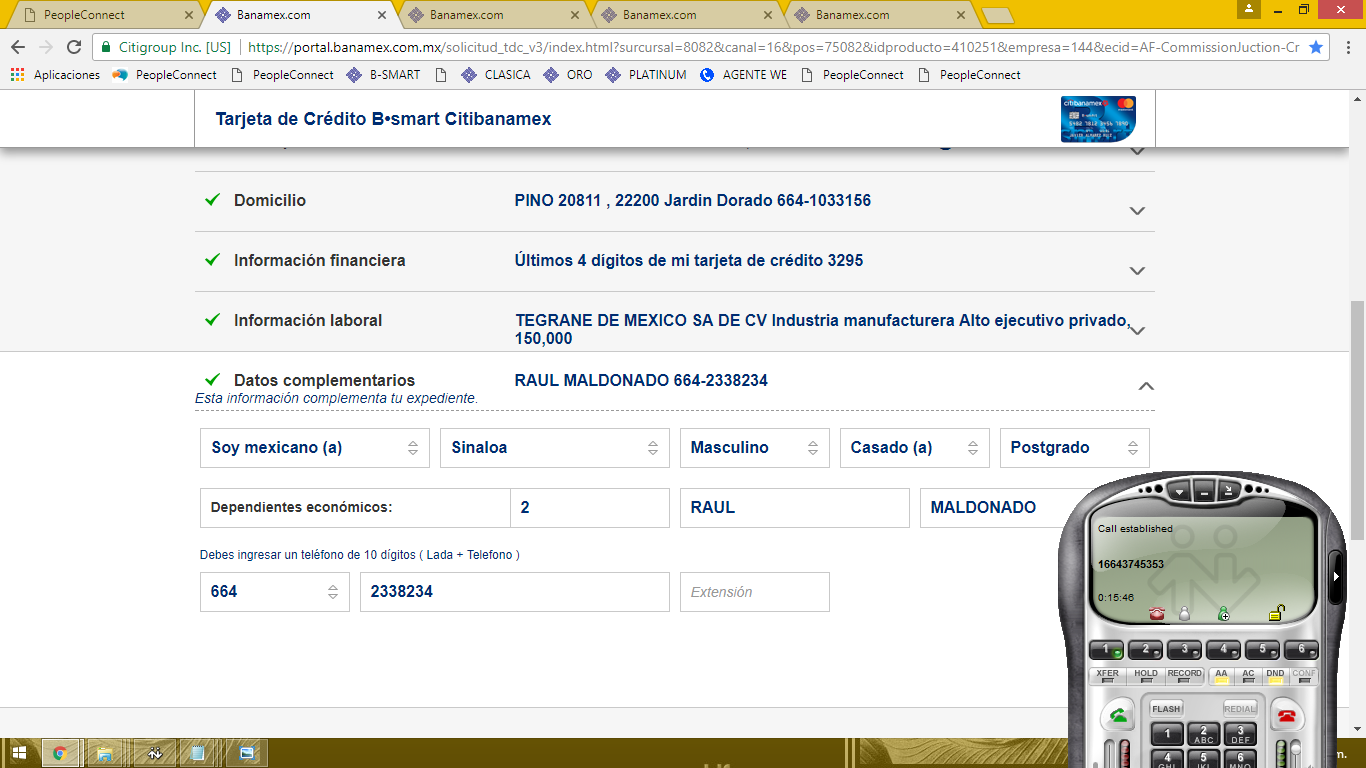 PeopleConnect
Banamex.com
Banamex.com
Banamex.com
Banamex.com
Citigroup Inc. [US]
https://portal.banamex.com.mx/solicitud_tdc_v3/index.html?surcursal=8082&canal=16&pos=75082&idproducto=410251&empresa=144&ecid=AF-CommissionJuction-Cr
Aplicaciones
PeopleConnect
PeopleConnect
B-SMART
CLASICA
ORO
PLATINUM
AGENTE WE
PeopleConnect
PeopleConnect
Tarjeta de Crédito B•smart Citibanamex
citibanamex
Domicilio
PINO 20811 , 22200 Jardin Dorado 664-1033156
Información financiera
Últimos 4 dígitos de mi tarjeta de crédito 3295
Información laboral
TEGRANE DE MEXICO SA DE CV Industria manufacturera Alto ejecutivo privado,
150,000
Datos complementarios
RAUL MALDONADO 664-2338234
Esta información complementa tu expediente.
Soy mexicano (a)
Sinaloa
Masculino
Casado (a)
Postgrado
Dependientes económicos:
2
RAUL
MALDONADO
Debes ingresar un teléfono de 10 dígitos ( Lada + Telefono )
664
2338234
Extensión
Call established
16643745353
0:15:46
1
2
3
4
5
6
XFER
HOLD
RECORD
AA
AC
DND
CONF
FLASH
REDIAL
1
2
ABC
3
DEF
4
5
6
m.